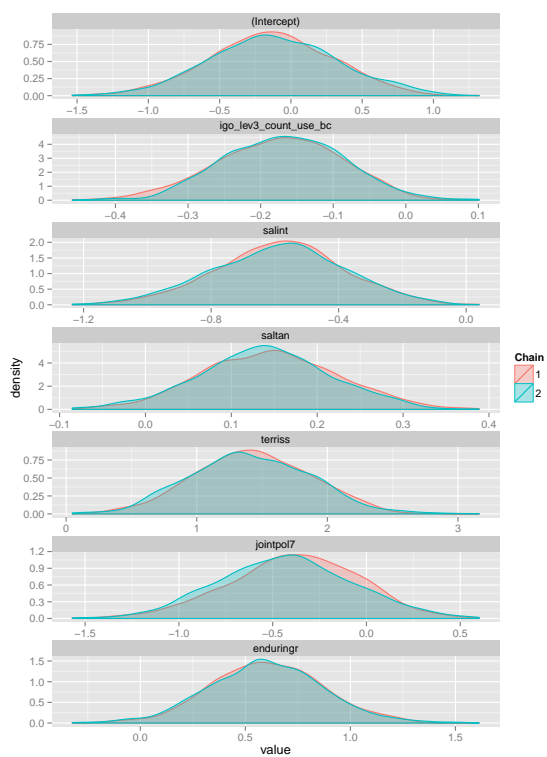 (Intercept)
0.75
0.50
0.25
0.00
−1.5 −1.0 −0.5 0.0 0.5 1.0
igo_lev3_count_use_bc
4
3
2
1
0
−0.4 −0.3 −0.2 −0.1 0.0 0.1
salint
2.0
1.5
1.0
0.5
0.0
−1.2 −0.8 −0.4 0.0
saltan
4
2
0
−0.1 0.0 0.1 0.2 0.3 0.4
terriss
0.75
0.50
0.25
0.00
0 1 2 3
jointpol7
1.2
0.9
0.6
0.3
0.0
−1.5 −1.0 −0.5 0.0 0.5
enduringr
1.5
1.0
0.5
0.0
0.0 0.5 1.0 1.5
value
density
Chain
1
2